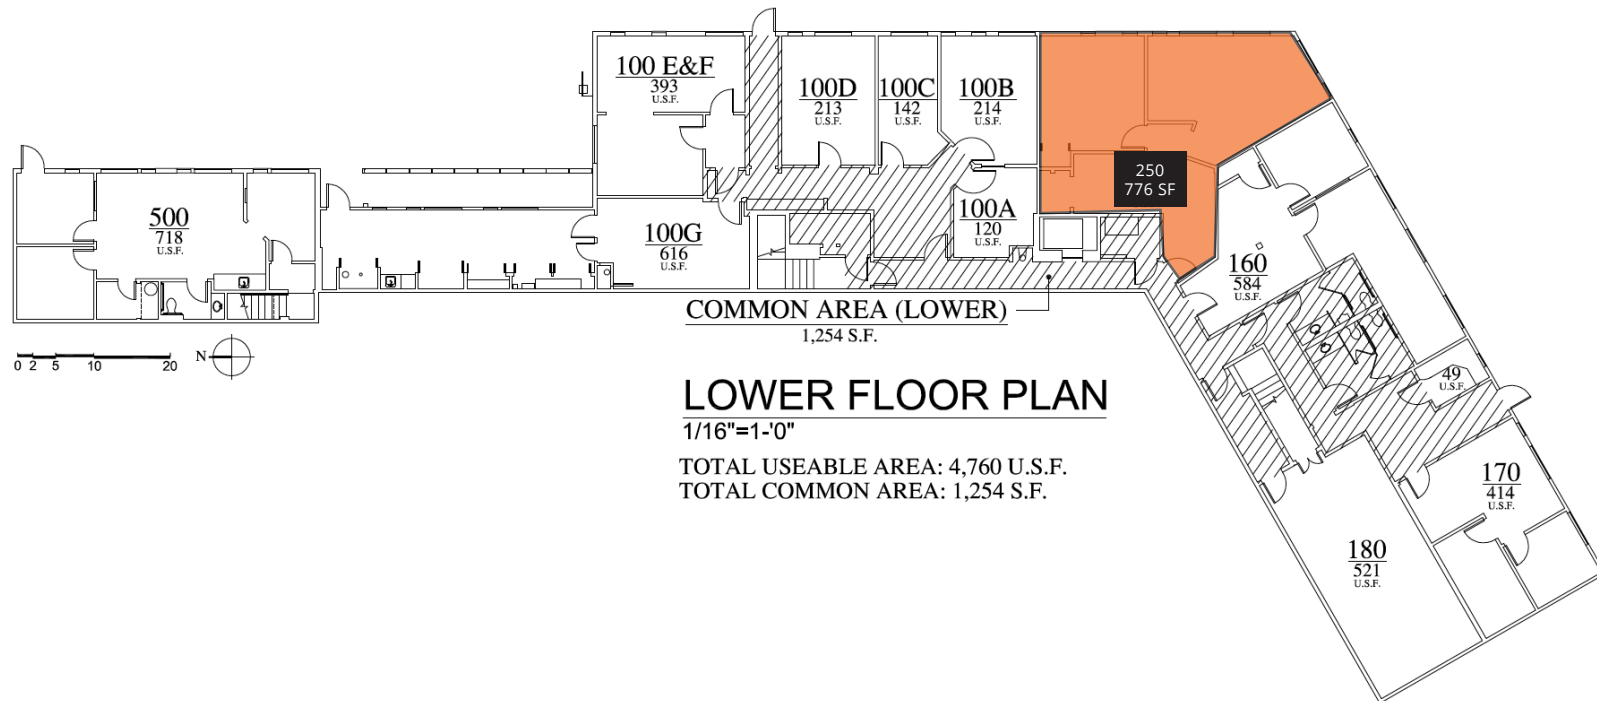 100 E&F
393
U.S.F.
100D
213
U.S.F.
100C
142
U.S.F.
100B
214
U.S.F.
250
776 SF
500
718
U.S.F.
100G
616
U.S.F.
100A
120
U.S.F.
160
584
U.S.F.
COMMON AREA (LOWER)
1,254 S.F.
0 2 5 10 20
N
49
U.S.F.
LOWER FLOOR PLAN
1/16"=1-'0"
TOTAL USEABLE AREA: 4,760 U.S.F.
TOTAL COMMON AREA: 1,254 S.F.
170
414
U.S.F.
180
521
U.S.F.